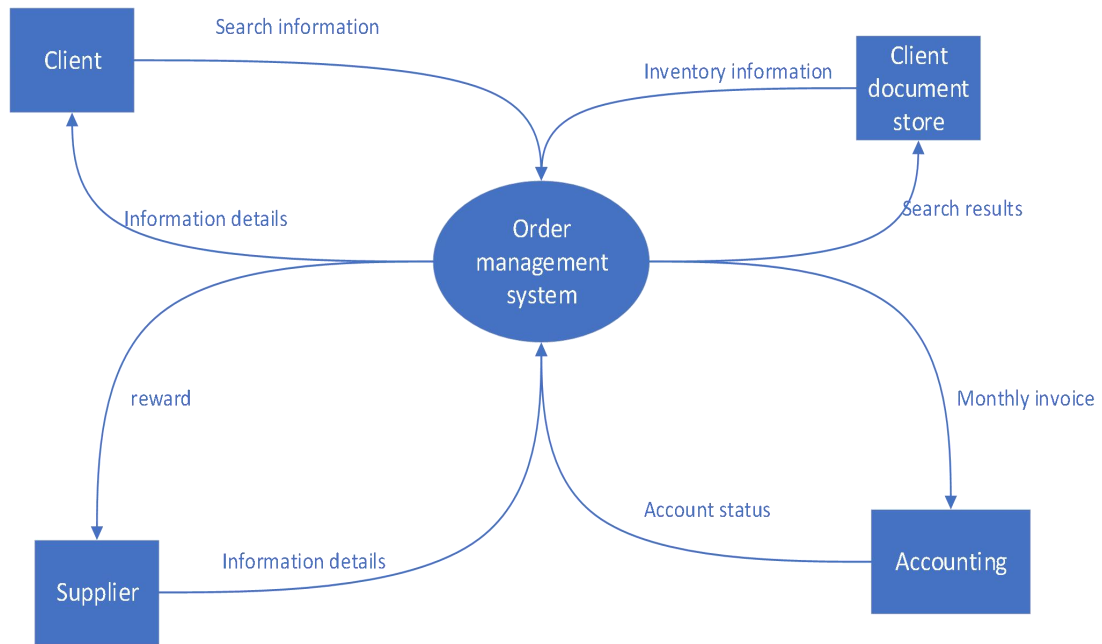 Search information
Client
Client
document
store
Inventory information
Information details
Search results
Order
management
system
reward
Monthly invoice
Account status
Information details
Accounting
Supplier